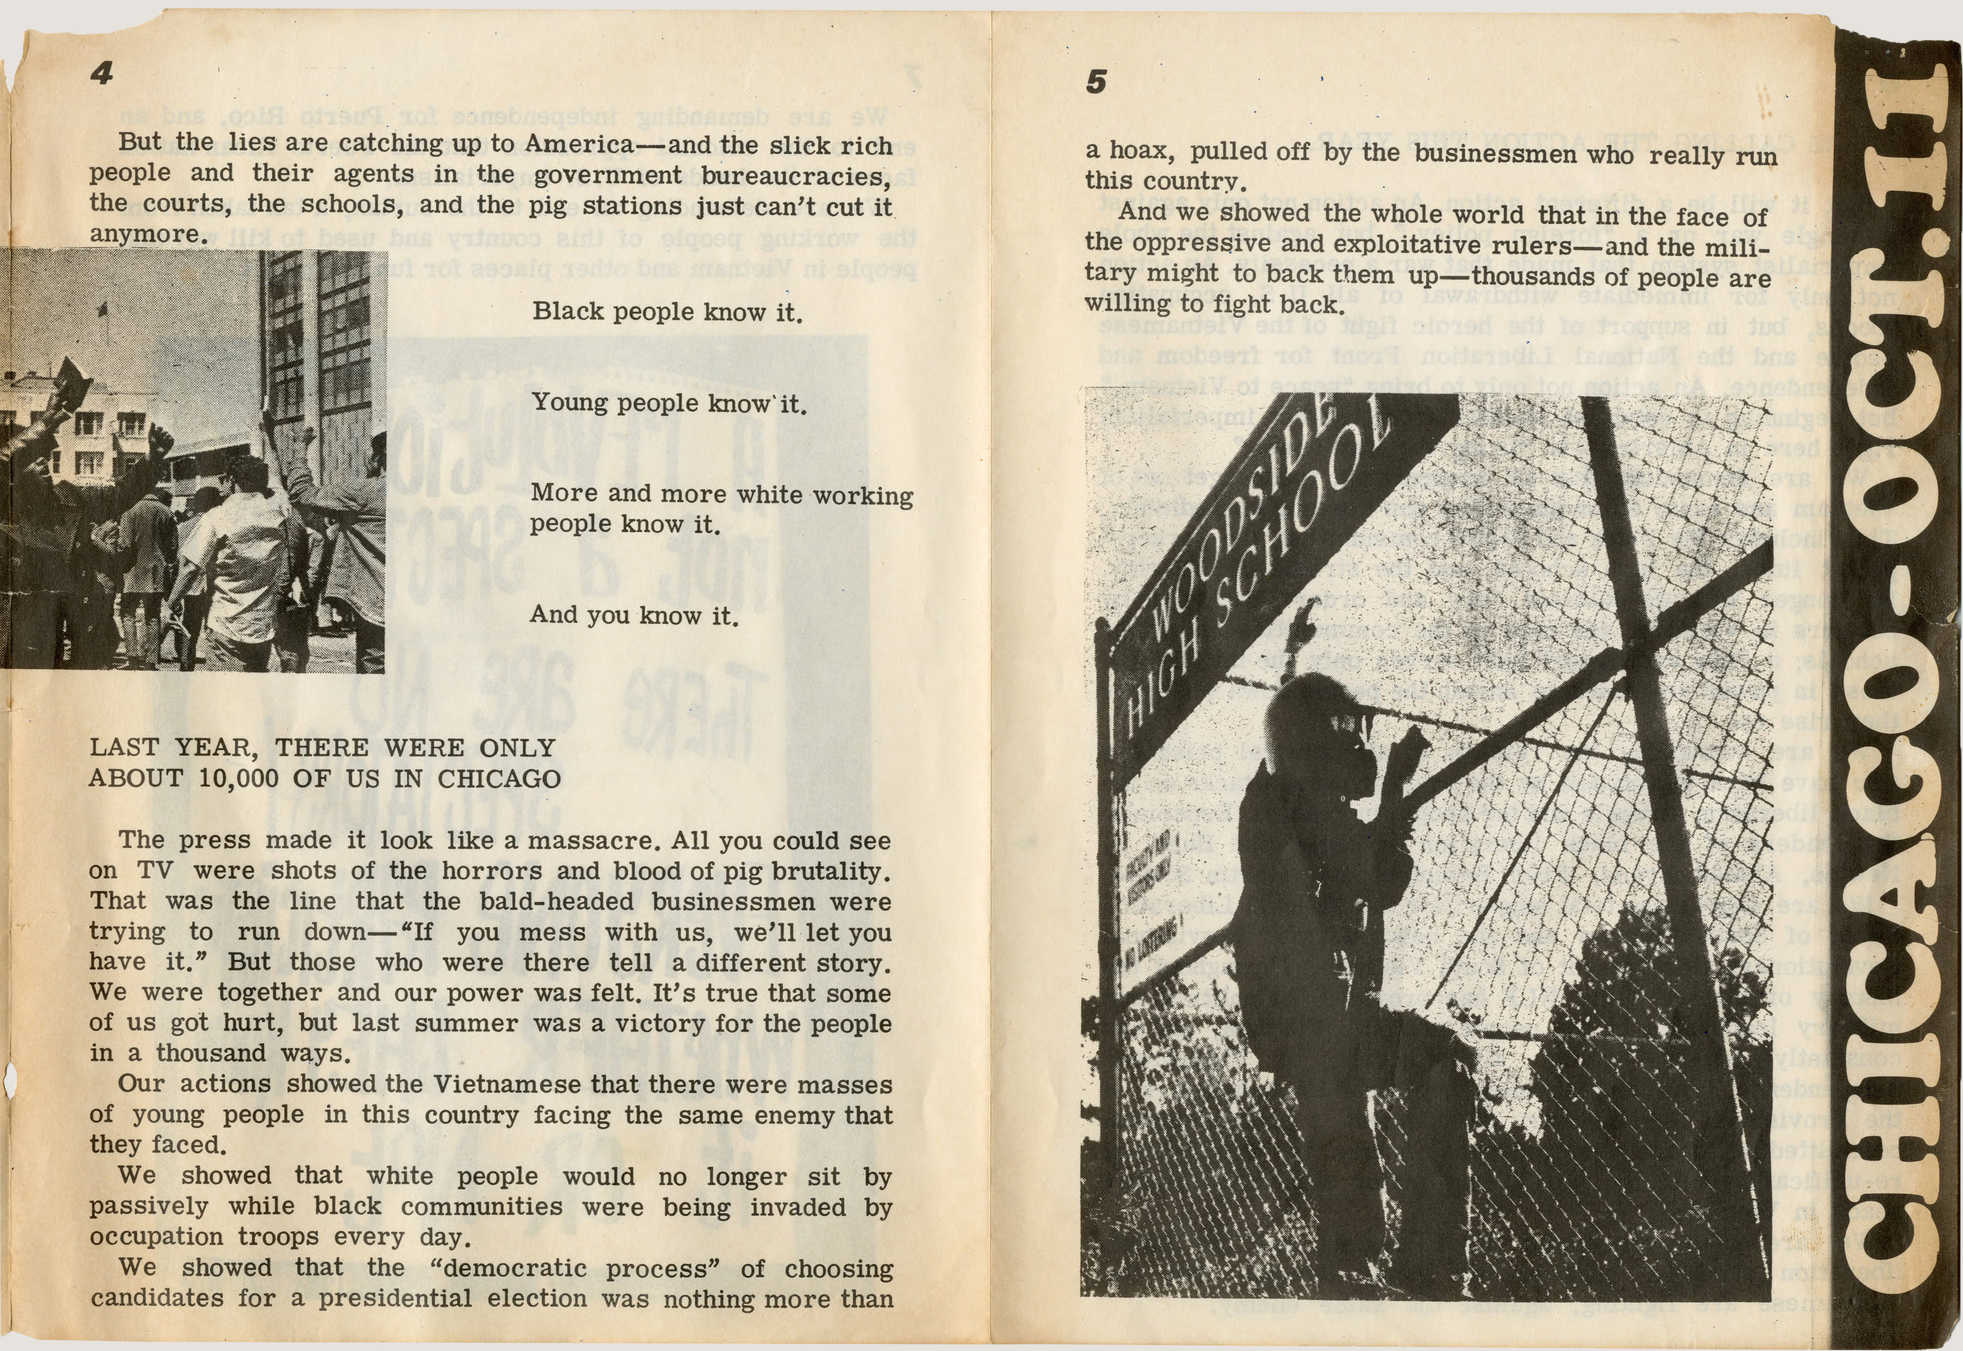 4
But the lies are catching up to America—and the slick rich
people and their agents in the government bureaucracies,
the courts, the schools, and the pig stations just can't cut it
anymore.
Black people know it.
Young people know it.
More and more white working
people know it.
And you know it.
LAST YEAR, THERE WERE ONLY
ABOUT 10,000 OF US IN CHICAGO
The press made it look like a massacre. All you could see
on TV were shots of the horrors and blood of pig brutality.
That was the line that the bald-headed businessmen were
trying to run down—“If you mess with us, we'll let you
have it.” But those who were there tell a different story.
We were together and our power was felt. It's true that some
of us got hurt, but last summer was a victory for the people
in a thousand ways.
Our actions showed the Vietnamese that there were masses
of young people in this country facing the same enemy that
they faced.
We showed that white people would no longer sit by
passively while black communities were being invaded by
occupation troops every day.
We showed that the “democratic process” of choosing
candidates for a presidential election was nothing more than
5
a hoax, pulled off by the businessmen who really run
this country.
And we showed the whole world that in the face of
the oppressive and exploitative rulers—and the mili-
tary might to back them up—thousands of people are
willing to fight back.
WOODSIDE
HIGH SCHOOL
CHICAGO-OCT.11